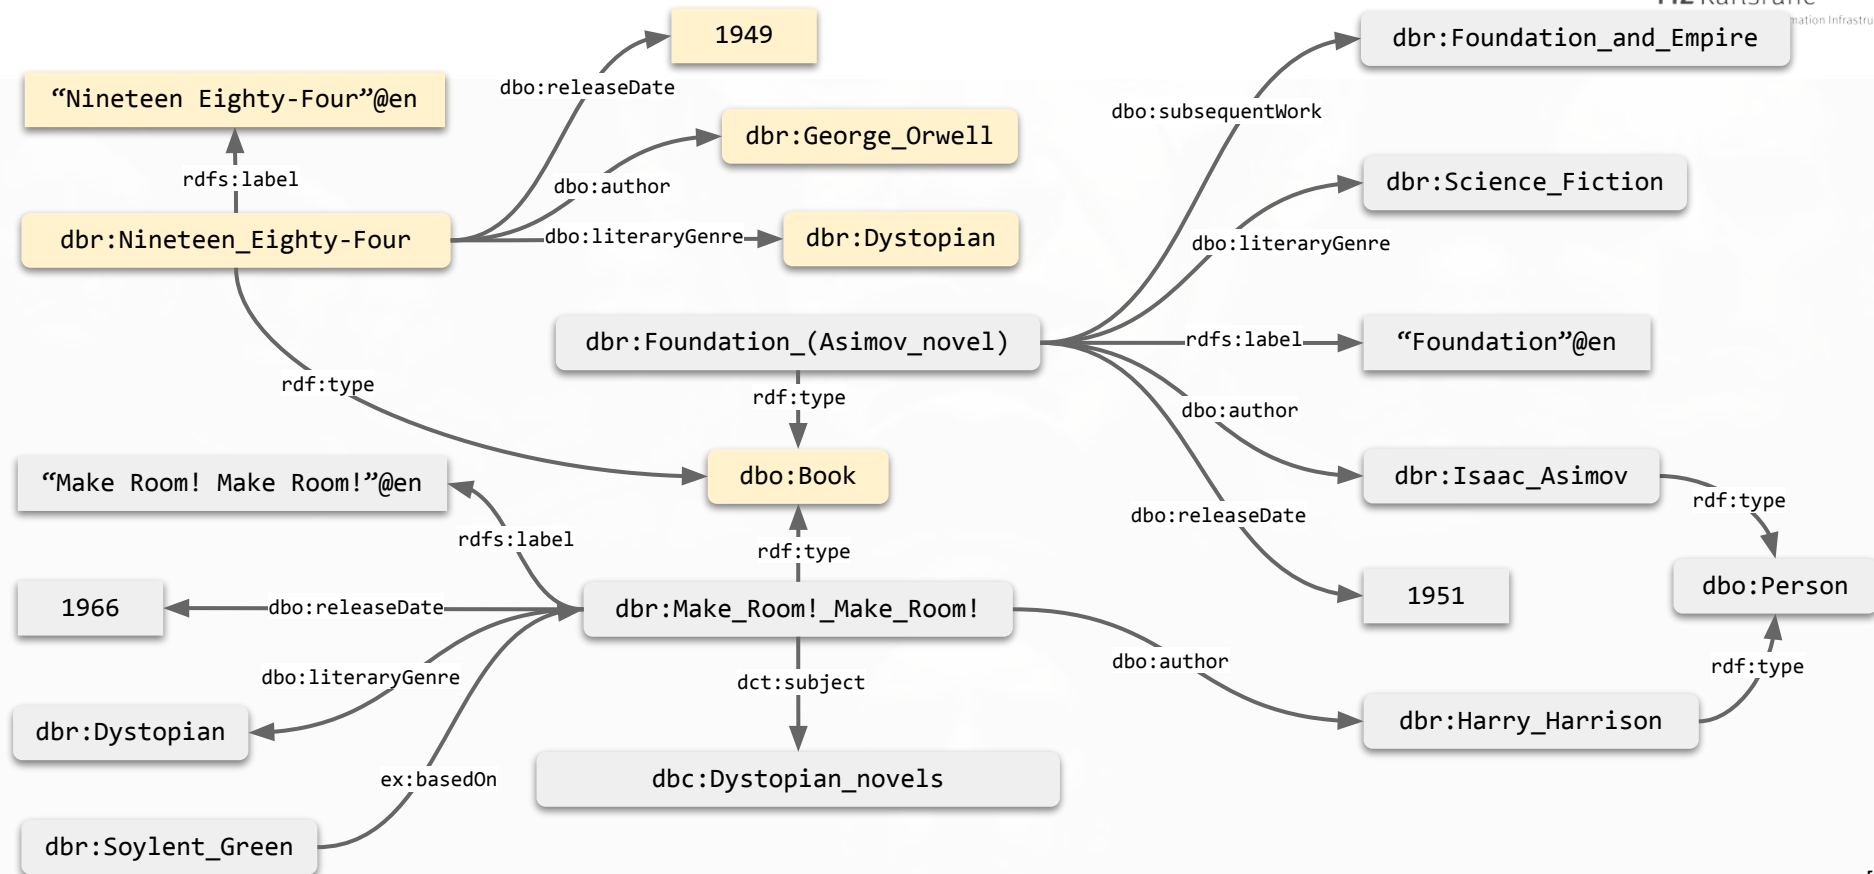 1949
dbr:Foundation_and_Empire
“Nineteen Eighty-Four”@en
dbo:releaseDate
dbo:subsequentWork
dbr:George_Orwell
rdfs:label
dbo:author
dbr:Science_Fiction
dbr:Nineteen_Eighty-Four
dbo:literaryGenre
dbr:Dystopian
dbo:literaryGenre
dbr:Foundation_(Asimov_novel)
rdfs:label
“Foundation”@en
rdf:type
rdf:type
dbo:author
“Make Room! Make Room!”@en
dbo:Book
dbr:Isaac_Asimov
rdf:type
dbo:releaseDate
rdfs:label
rdf:type
1966
dbo:releaseDate
dbr:Make_Room!_Make_Room!
1951
dbo:Person
dbo:literaryGenre
dct:subject
dbo:author
rdf:type
dbr:Dystopian
dbr:Harry_Harrison
ex:basedOn
dbc:Dystopian_novels
dbr:Soylent_Green